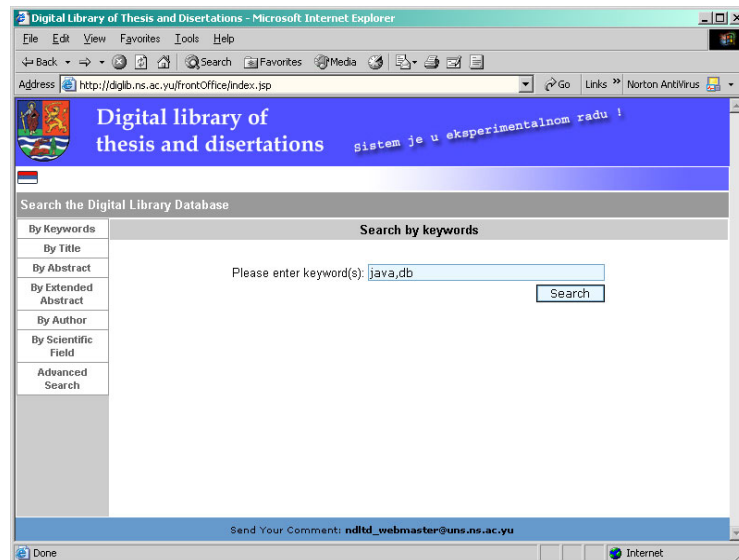 Digital Library of Thesis and Disertations - Microsoft Internet Explorer
File Edit View Favorites Tools Help
Back Search Favorites Media
Address http://diglib.ns.ac.yu/frontOffice/index.jsp Go Links » Norton AntiVirus
Digital library of
thesis and disertations
Sistem je u eksperimentalnom radu !
Search the Digital Library Database
By Keywords
Search by keywords
By Title
By Abstract
Please enter keyword(s): java,db
By Extended
Abstract
Search
By Author
By Scientific
Field
Advanced
Search
Send Your Comment: ndltd_webmaster@uns.ns.ac.yu
Done Internet